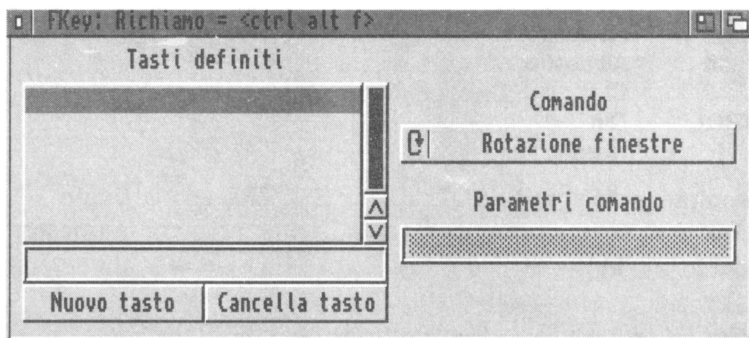 FKey: Richiamo = <ctrl alt f>
Tasti definiti
Comando
Rotazione finestre
Parametri comando
Nuovo tasto
Cancella tasto